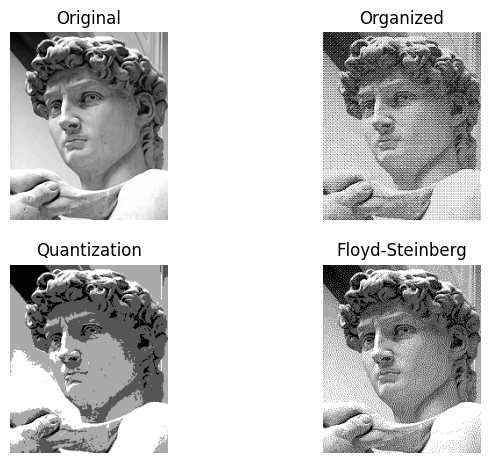 Original
Organized
Quantization
Floyd-Steinberg